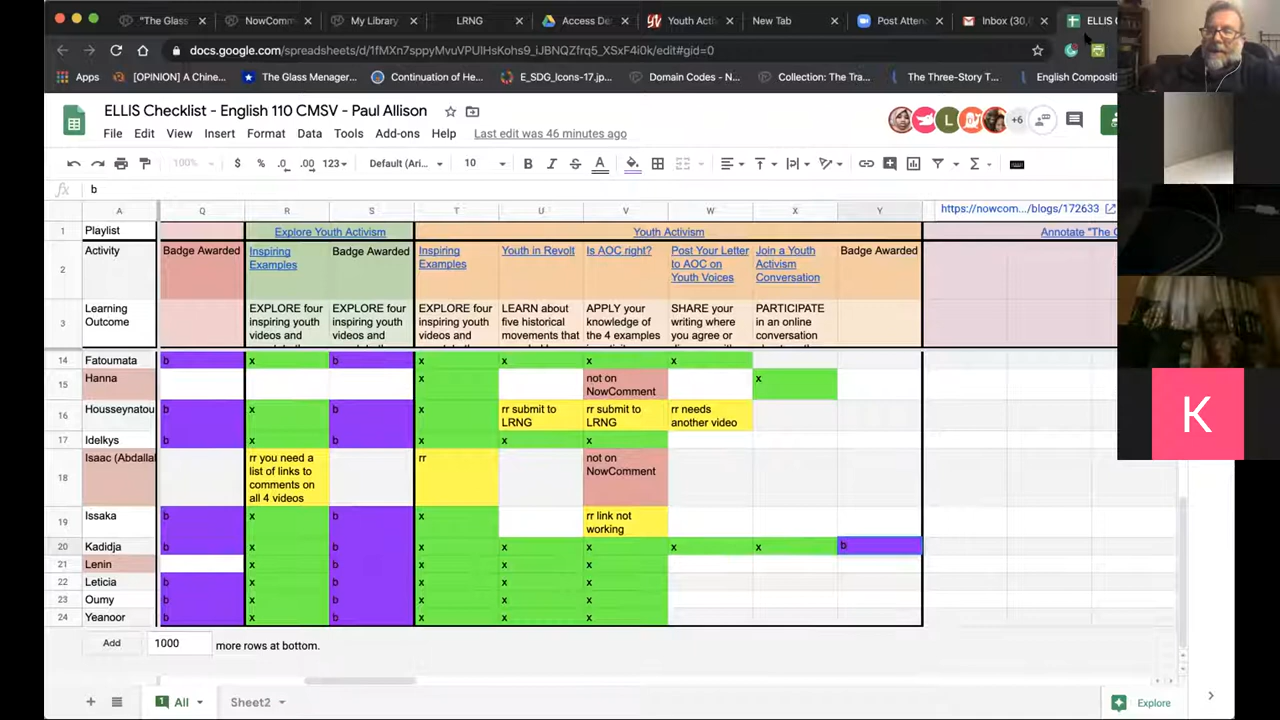 "The Glass
NowComm
My Library
LRNG
Access De
Youth Activ
New Tab
Post Atten
Inbox (30,
ELLIS C
docs.google.com/spreadsheets/d/1fMXn7sppyMvuVPUIHsKohs9_iJBNQZfrq5_XSxF4i0k/edit#gid=0
Apps
[OPINION] A Chine...
The Glass Menager...
Continuation of He...
E_SDG_Icons-17.jp...
Domain Codes - N...
Collection: The Tra...
The Three-Story T...
English Compositi
ELLIS Checklist - English 110 CMSV - Paul Allison
File Edit View Insert Format Data Tools Add-ons Help Last edit was 46 minutes ago
L
+6
100% $ % .0 .00 123 Default (Ari... 10 B I S A
fx b
https://nowcom.../blogs/172633
A Q R S T U V W X Y
1 Playlist Explore Youth Activism Youth Activism Annotate "The G
2 Activity
Badge Awarded
Inspiring
Examples
Badge Awarded
Inspiring
Examples
Youth in Revolt
Is AOC right?
Post Your Letter
to AOC on
Youth Voices
Join a Youth
Activism
Conversation
Badge Awarded
3 Learning
Outcome
EXPLORE four
inspiring youth
videos and
EXPLORE four
inspiring youth
videos and
EXPLORE four
inspiring youth
videos and
LEARN about
five historical
movements that
APPLY your
knowledge of
the 4 examples
SHARE your
writing where
you agree or
PARTICIPATE
in an online
conversation
14 Fatoumata b x b x x x x
15 Hanna x
not on
NowComment
x
16 Housseynatou b x b x
rr submit to
LRNG
rr submit to
LRNG
rr needs
another video
17 Idelkys b x b x x x
18 Isaac (Abdallah
rr you need a
list of links to
comments on
all 4 videos
rr
not on
NowComment
19 Issaka b x b x
rr link not
working
20 Kadidja b x b x x x x x b
21 Lenin x x x x
22 Leticia b x b x x x
23 Oumy b x b x x x
24 Yeanoor b x b x x x
Add 1000 more rows at bottom.
1 All Sheet2
Explore
K